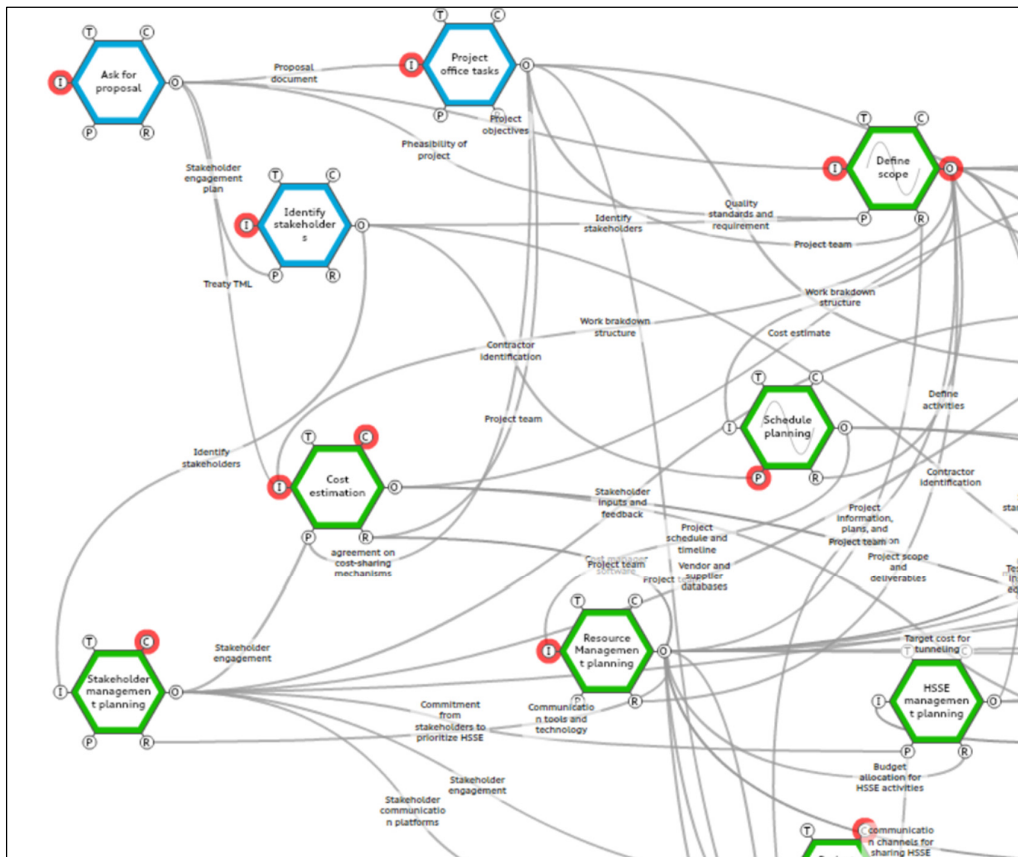 T
C
I
Ask for
proposal
O
P
R
Proposal
document
T
C
I
Project
office tasks
O
P
R
Project
objectives
Pheasibility of
project
T
C
I
Define
scope
O
P
R
Stakeholder
engagement
plan
T
C
I
Identify
stakeholder
s
O
P
R
Identify
stakeholders
Quality
standards and
requirement
Project team
Treaty TML
Work brakdown
structure
Work brakdown
structure
Cost estimate
Contractor
identification
T
C
I
Schedule
planning
O
P
R
Define
activities
Project team
Identify
stakeholders
T
C
I
Cost
estimation
O
P
R
agreement on
cost-sharing
mechanisms
Contractor
identification
Stakeholder
inputs and
feedback
Project
schedule and
timeline
Project
information,
plans, and
Project team
Project scope
and
deliverables
Project team
Vendor and
supplier
databases
T
C
I
Resource
Managemen
t planning
O
P
R
Stakeholder
engagement
T
C
I
Stakeholder
managemen
t planning
O
P
R
Target cost for
tunneling
T
C
I
HSSE
managemen
t planning
O
P
R
Commitment
from
stakeholders to
prioritize HSSE
Communicatio
n tools and
technology
Budget
allocation for
HSSE activities
Stakeholder
engagement
Stakeholder
communicatio
n platforms
T
C
communicatio
n channels for
sharing HSSE